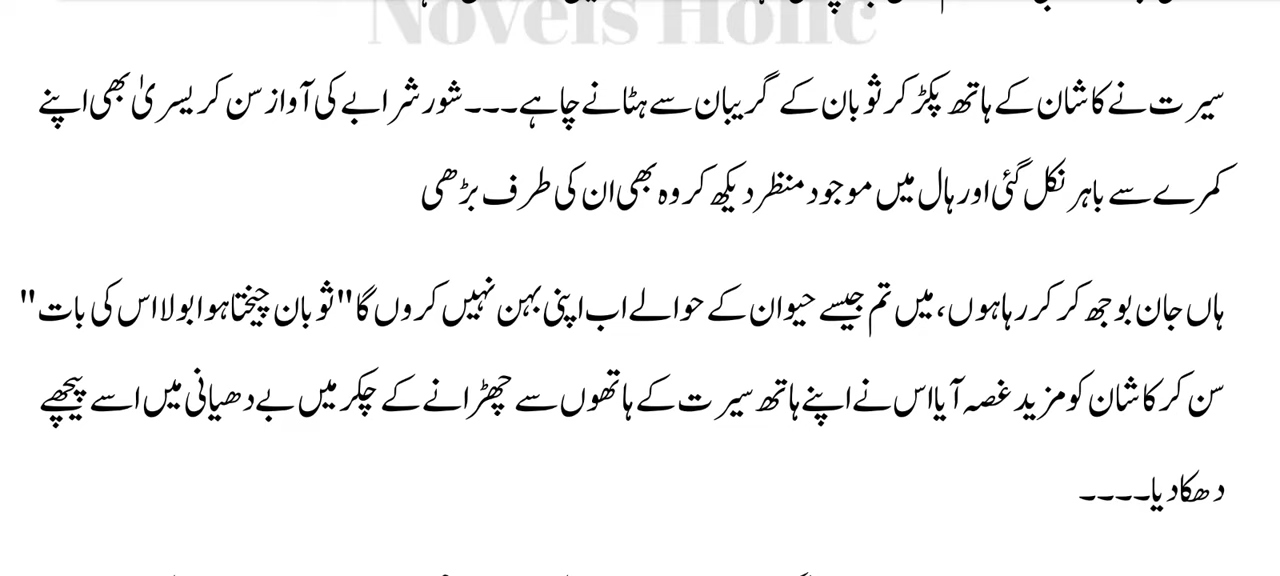 Novels Holic
سیرت نے کاشان کے ہاتھ پکڑ کر ثوبان کے گریبان سے ہٹانے چاہے۔۔۔شور شرابے کی آواز سن کر یسریٰ بھی اپنے
کمرے سے باہر نکل گئی اور ہال میں موجود منظر دیکھ کر وہ بھی ان کی طرف بڑھی
ہاں جان بوجھ کر کر رہا ہوں، میں تم جیسے حیوان کے حوالے اب اپنی بہن نہیں کروں گا" ثوبان چیختا ہوا بولا اس کی بات"
سن کر کاشان کو مزید غصہ آیا اس نے اپنے ہاتھ سیرت کے ہاتھوں سے چھڑانے کے چکر میں بے دھیانی میں اسے پیچھے
دھکا دیا۔۔۔۔